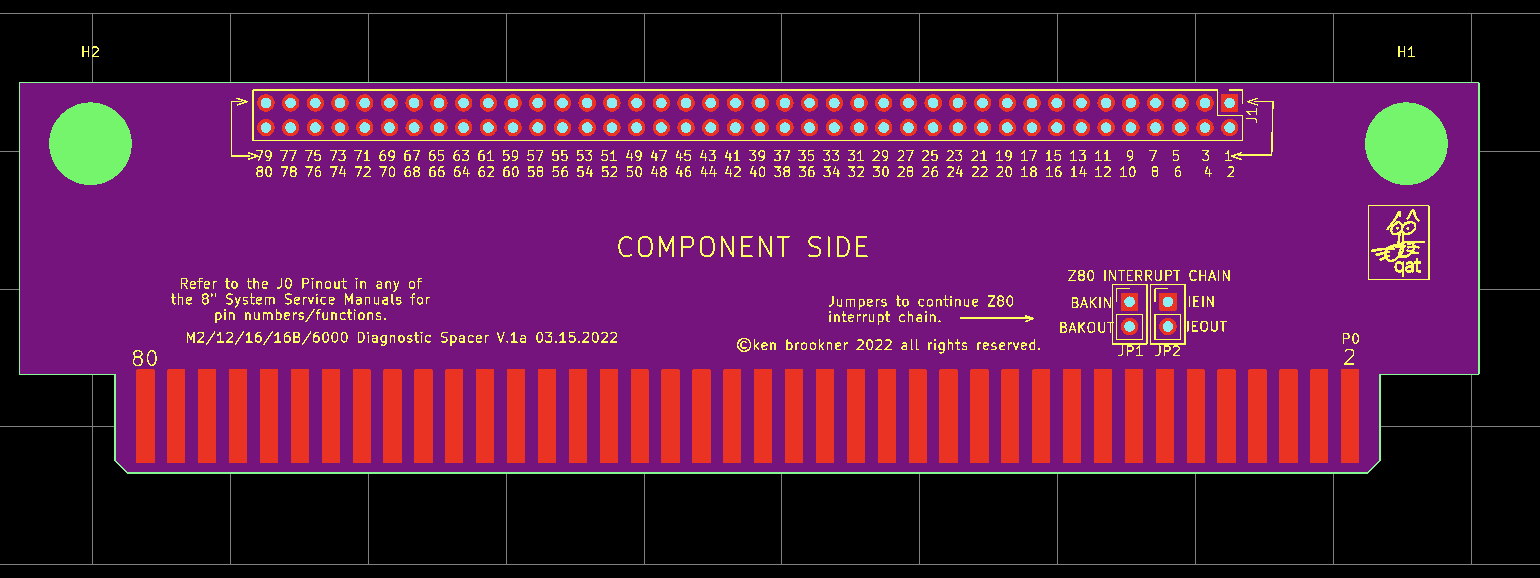 H2
H1
J1
79 77 75 73 71 69 67 65 63 61 59 57 55 53 51 49 47 45 43 41 39 37 35 33 31 29 27 25 23 21 19 17 15 13 11 9 7 5 3 1
80 78 76 74 72 70 68 66 64 62 60 58 56 54 52 50 48 46 44 42 40 38 36 34 32 30 28 26 24 22 20 18 16 14 12 10 8 6 4 2
COMPONENT SIDE
qat
Refer to the J0 Pinout in any of
the 8" System Service Manuals for
pin numbers/functions.
M2/12/16/16B/6000 Diagnostic Spacer V.1a 03.15.2022
Jumpers to continue Z80
interrupt chain.
©ken brookner 2022 all rights reserved.
Z80 INTERRUPT CHAIN
BAKIN IEIN
BAKOUT IEOUT
JP1 JP2
P0
80 2